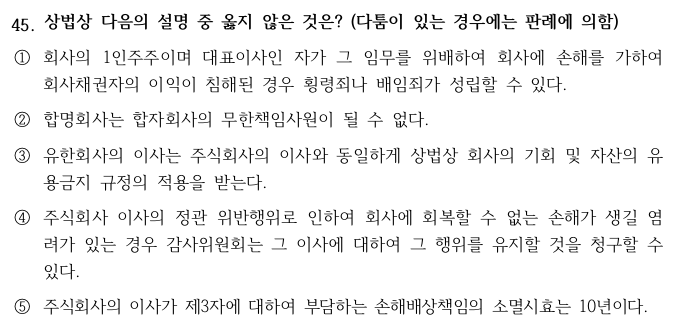 45. 상법상 다음의 설명 중 옳지 않은 것은? (다툼이 있는 경우에는 판례에 의함)
① 회사의 1인주주이며 대표이사인 자가 그 임무를 위배하여 회사에 손해를 가하여
회사채권자의 이익이 침해된 경우 횡령죄나 배임죄가 성립할 수 있다.
② 합명회사는 합자회사의 무한책임사원이 될 수 없다.
③ 유한회사의 이사는 주식회사의 이사와 동일하게 상법상 회사의 기회 및 자산의 유
용금지 규정의 적용을 받는다.
④ 주식회사 이사의 정관 위반행위로 인하여 회사에 회복할 수 없는 손해가 생길 염
려가 있는 경우 감사위원회는 그 이사에 대하여 그 행위를 유지할 것을 청구할 수
있다.
⑤ 주식회사의 이사가 제3자에 대하여 부담하는 손해배상책임의 소멸시효는 10년이다.